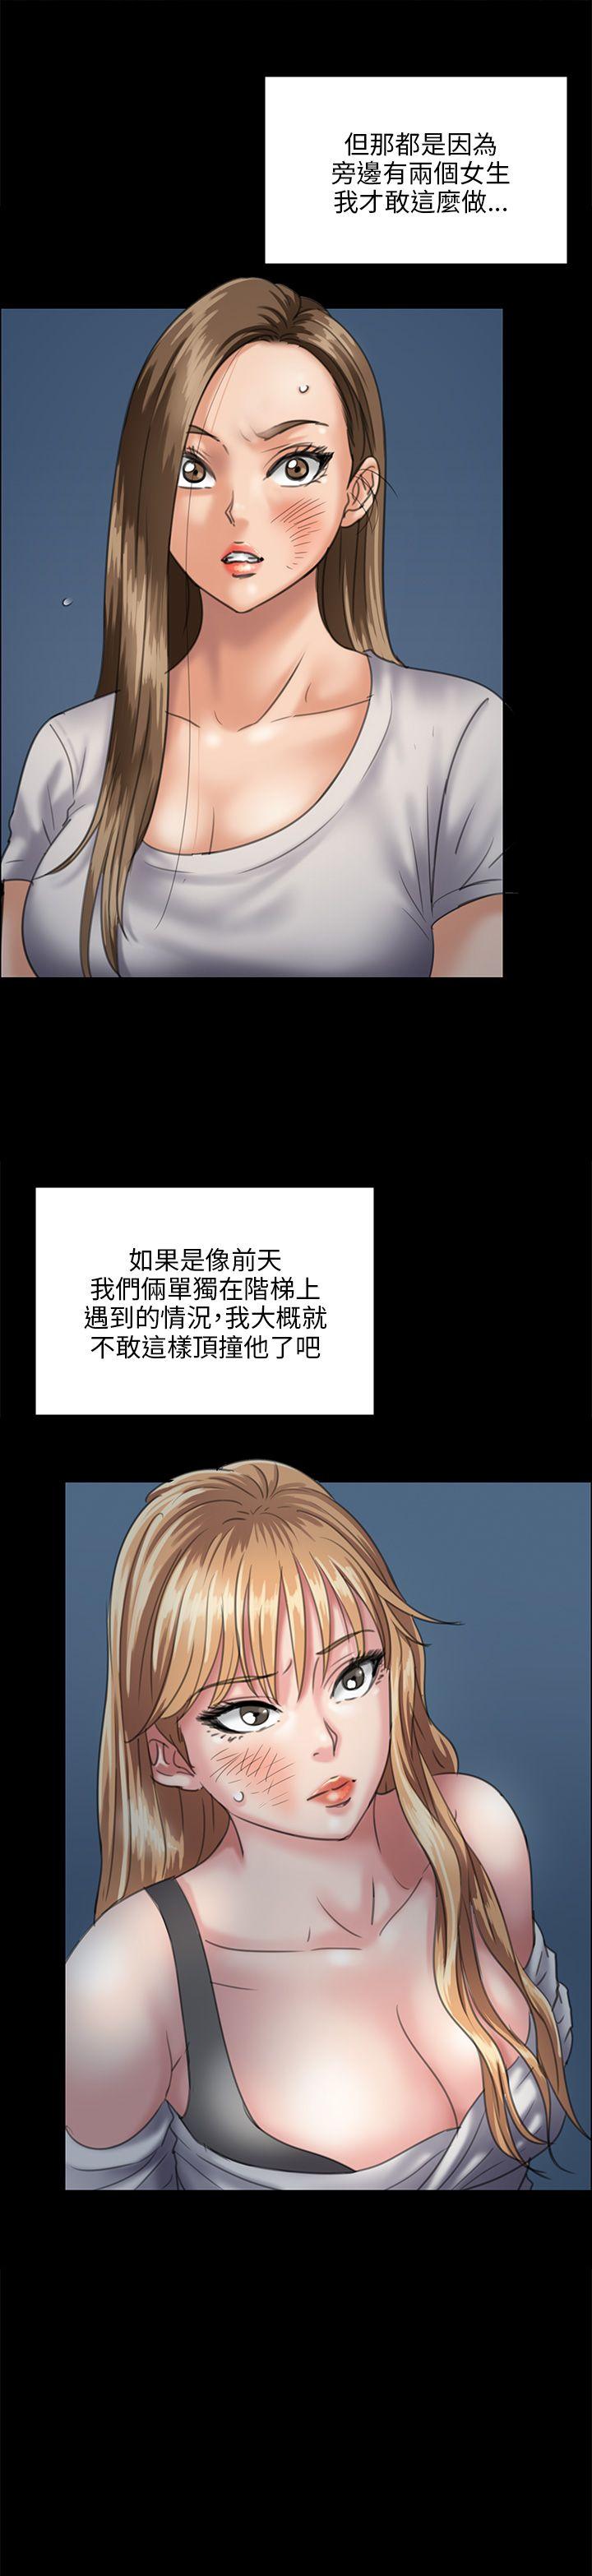 但那都是因為
旁邊有兩個女生
我才敢這麼做...
如果是像前天
我們倆單獨在階梯上
遇到的情況,我大概就
不敢這樣頂撞他了吧